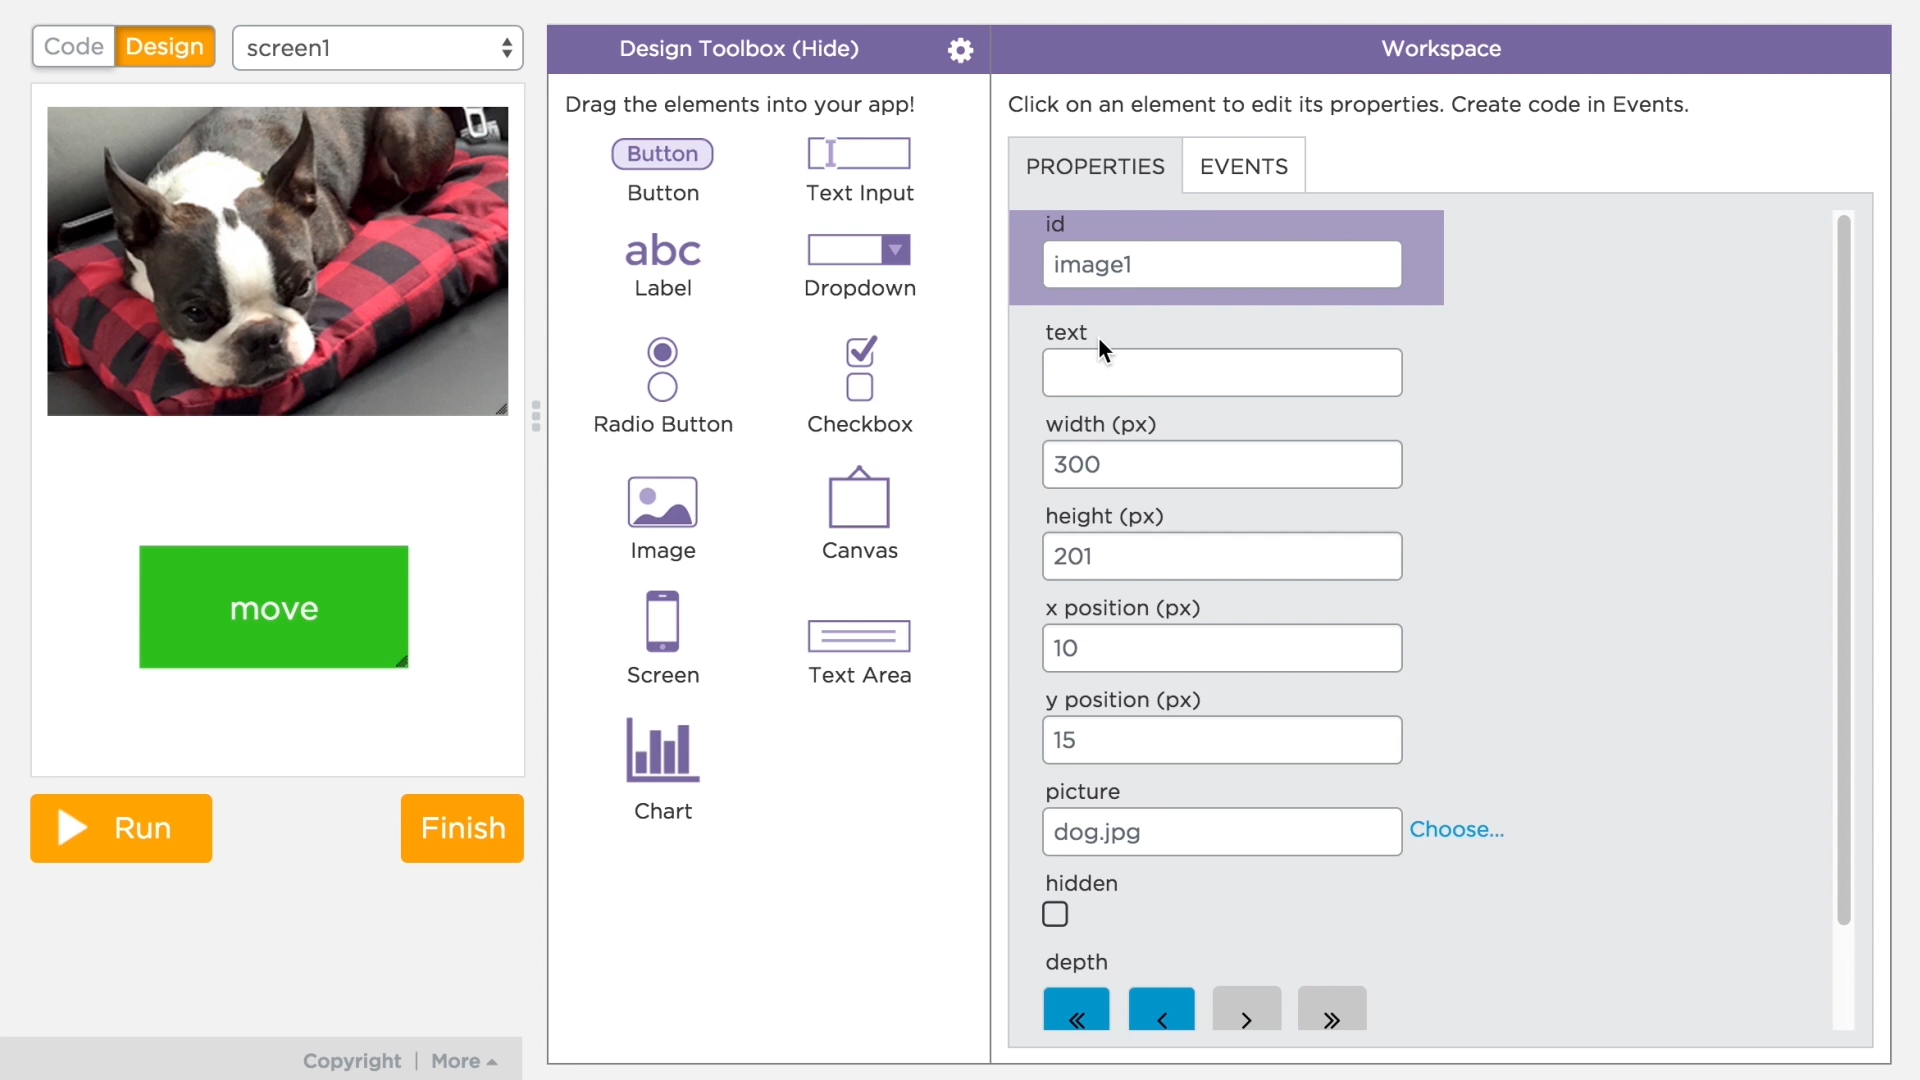 Code Design screen1
Design Toolbox (Hide)
Workspace
Drag the elements into your app!
Button
Button
Text Input
abc
Label
Dropdown
Radio Button
Checkbox
Image
Canvas
Screen
Text Area
Chart
move
Run
Finish
Copyright | More
Click on an element to edit its properties. Create code in Events.
PROPERTIES EVENTS
id
image1
text
width (px)
300
height (px)
201
x position (px)
10
y position (px)
15
picture
dog.jpg Choose...
hidden
depth